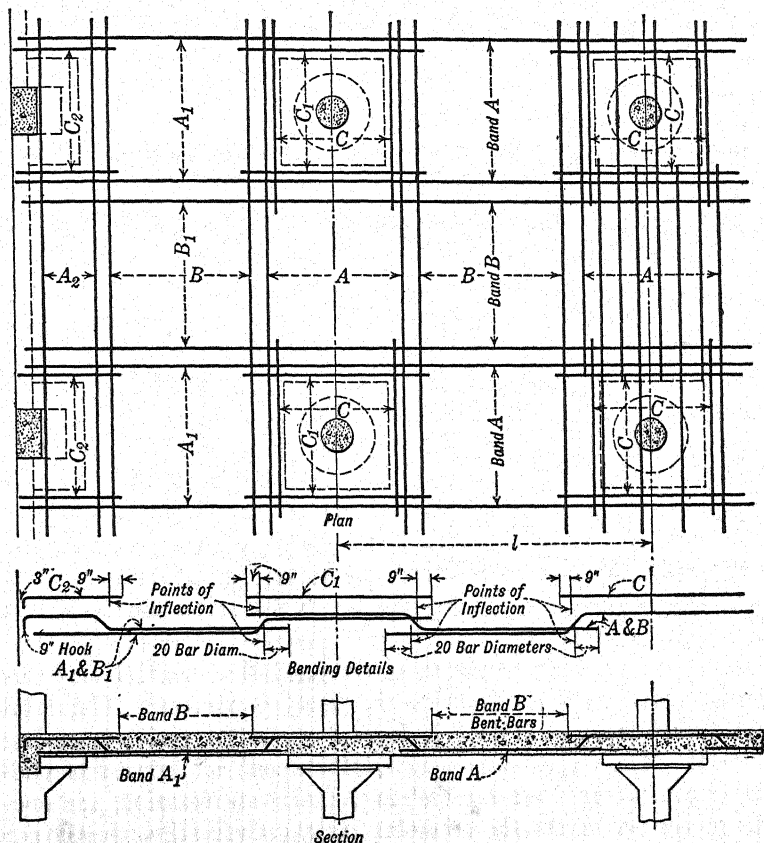 A₁
C₁
C₂
C
Band A
C
C
B₁
Band B
A₂
B
A
B
A
A₁
C₁
C₂
C
Band A
C
C
Plan
l
3" C₂ 9" 9" C₁ 9" 9" C
Points of Inflection
Points of Inflection
9" Hook
A₁&B₁
20 Bar Diam.
20 Bar Diameters
A&B
Bending Details
Band B
Band B
Bent Bars
Band A₁
Band A
Section